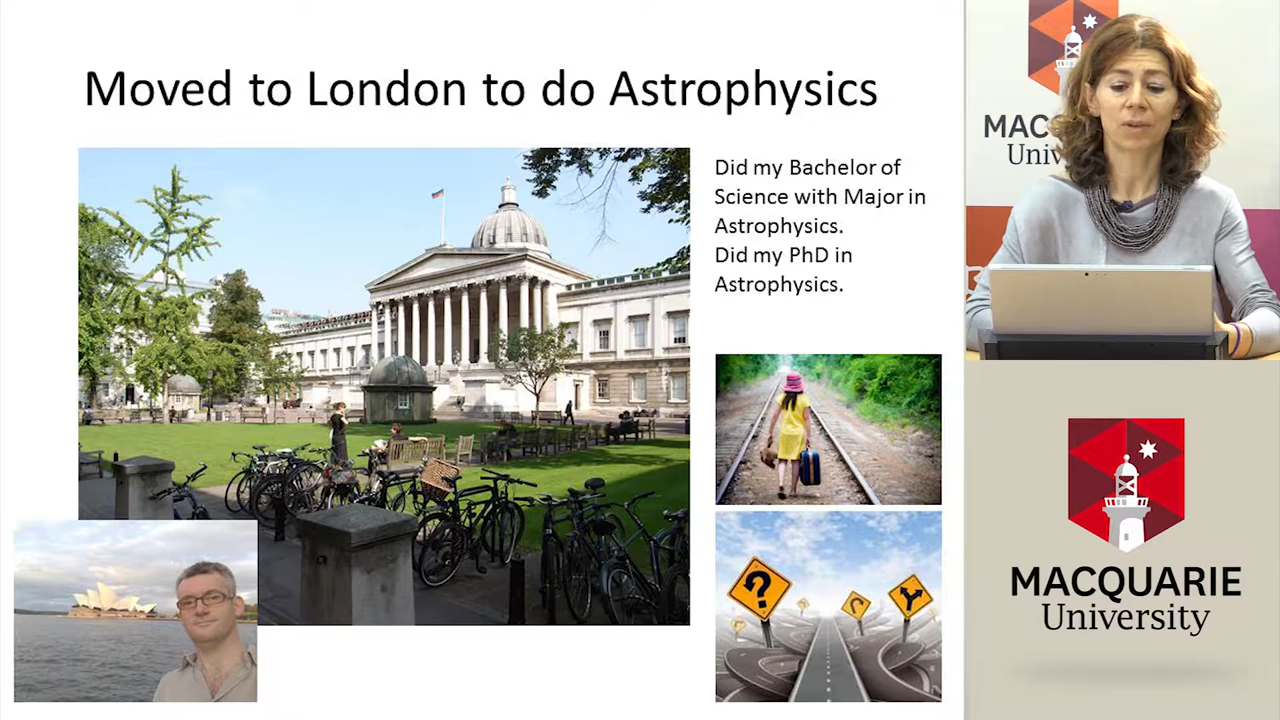 Moved to London to do Astrophysics
Did my Bachelor of
Science with Major in
Astrophysics.
Did my PhD in
Astrophysics.
?
MAC
Univ
MACQUARIE
University